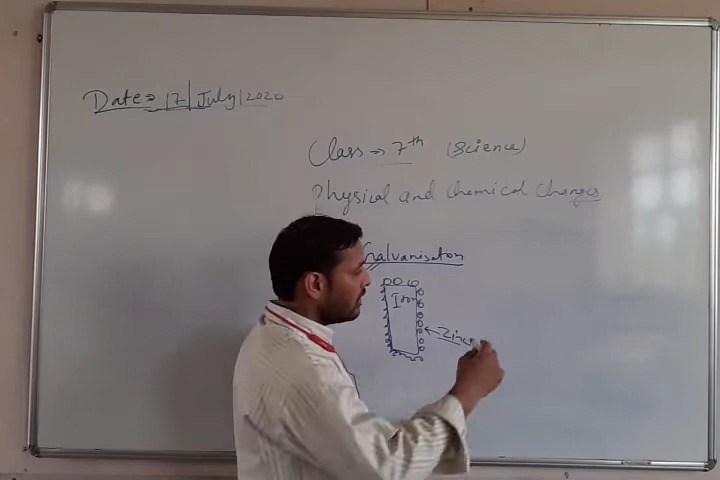 Date→ 17/July/2020
Class → 7th (Science)
Physical and chemical changes
Galvanisation
Iron
Zinc